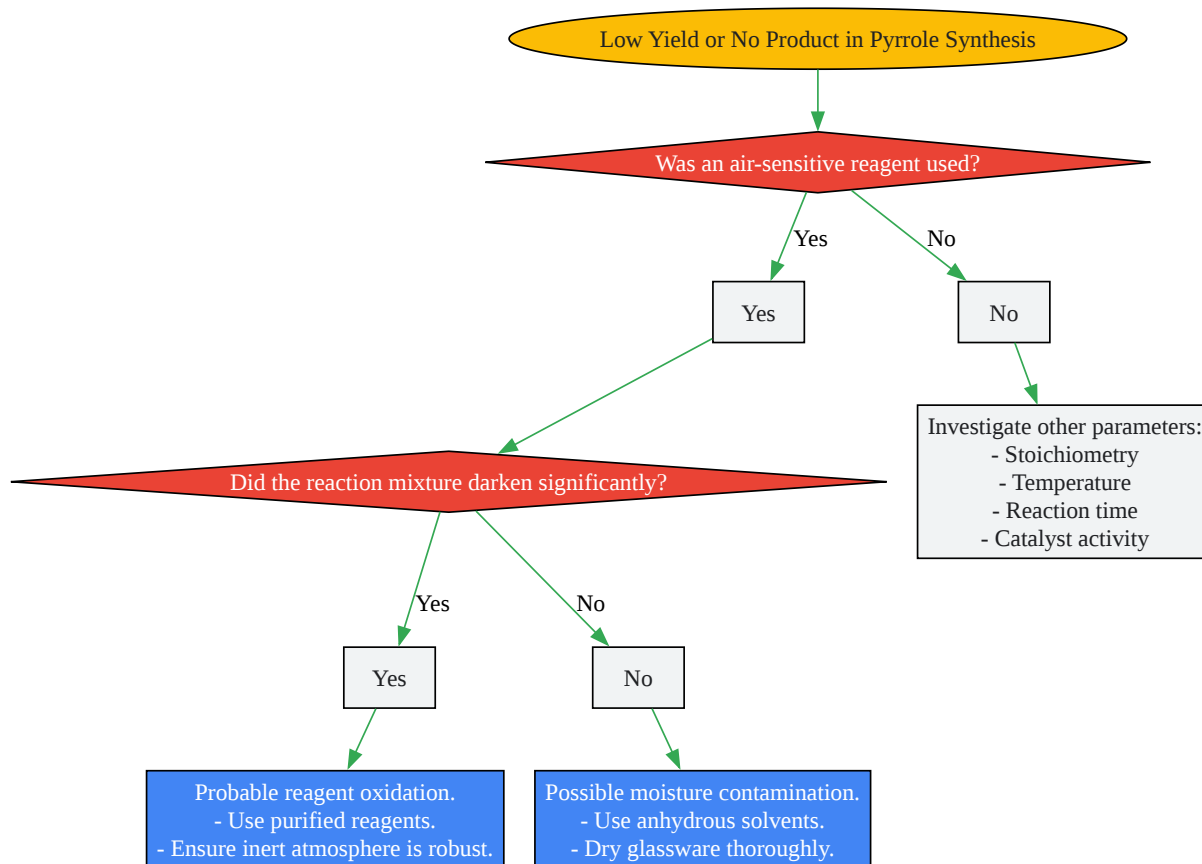 Low Yield or No Product in Pyrrole Synthesis
Was an air-sensitive reagent used?
Yes
No
Yes
No
Investigate other parameters:
- Stoichiometry
- Temperature
- Reaction time
- Catalyst activity
Did the reaction mixture darken significantly?
Yes
No
Yes
No
Probable reagent oxidation.
- Use purified reagents.
- Ensure inert atmosphere is robust.
Possible moisture contamination.
- Use anhydrous solvents.
- Dry glassware thoroughly.